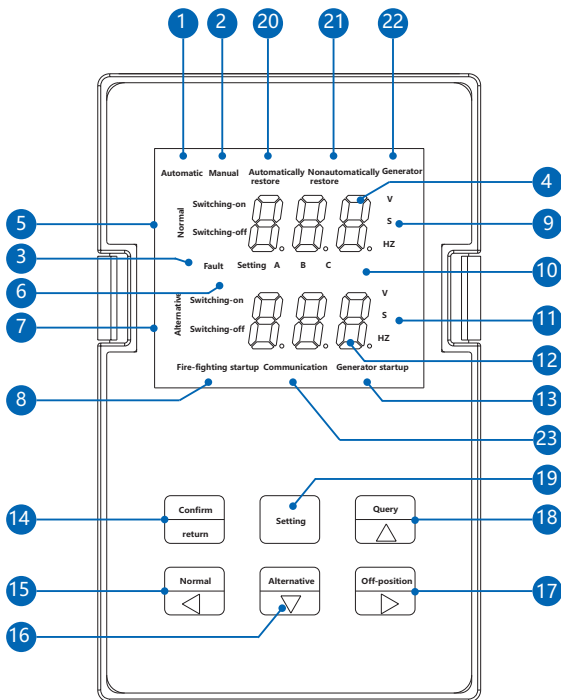 1 2 20 21 22
Automatic Manual Automatically Nonautomatically Generator
restore restore
4
Switching-on V
Normal
5 S 9
Switching-off HZ
3 Fault Setting A B C 10
6
Switching-on V
Alternative
7 S 11
Switching-off HZ
12
Fire-fighting startup Communication Generator startup
8 13
23
19
Confirm Setting Query
14 return 18
Normal Alternative Off-position
15 17
16